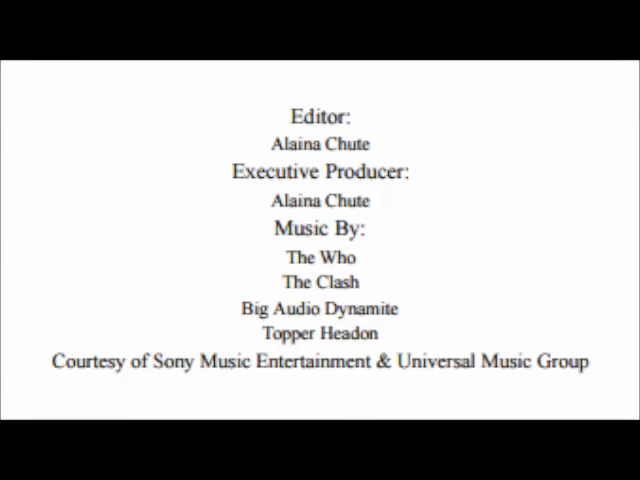 Editor:
Alaina Chute
Executive Producer:
Alaina Chute
Music By:
The Who
The Clash
Big Audio Dynamite
Topper Headon
Courtesy of Sony Music Entertainment & Universal Music Group